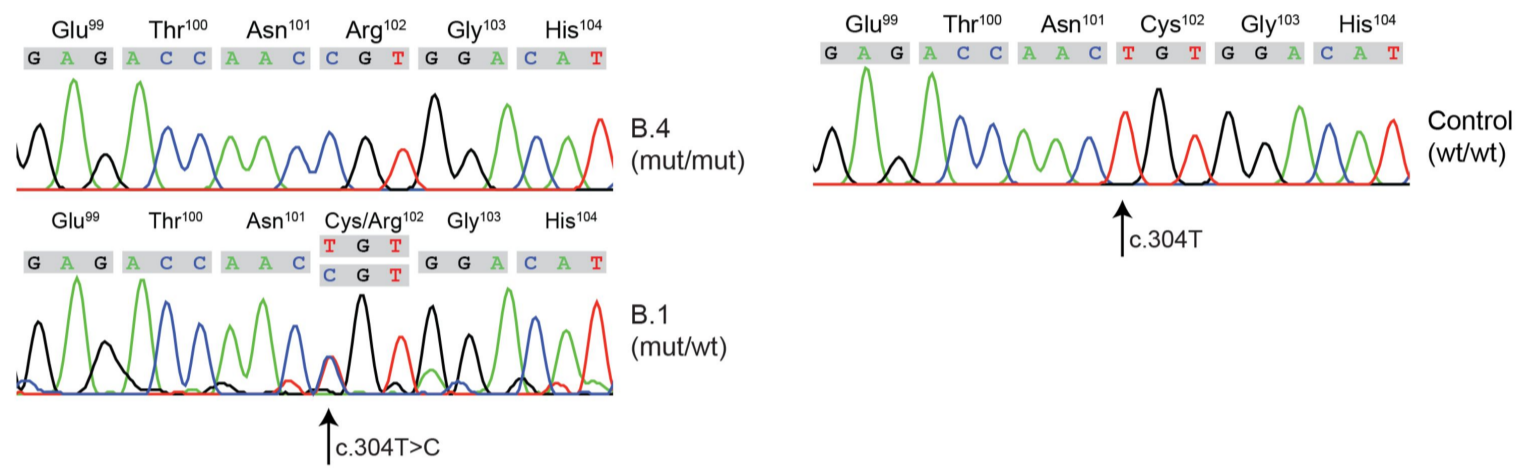 Glu⁹⁹ Thr¹⁰⁰ Asn¹⁰¹ Arg¹⁰² Gly¹⁰³ His¹⁰⁴
G A G A C C A A C C G T G G A C A T
B.4
(mut/mut)
Glu⁹⁹ Thr¹⁰⁰ Asn¹⁰¹ Cys/Arg¹⁰² Gly¹⁰³ His¹⁰⁴
T G T
G A G A C C A A C G G A C A T
C G T
B.1
(mut/wt)
c.304T>C
Glu⁹⁹ Thr¹⁰⁰ Asn¹⁰¹ Cys¹⁰² Gly¹⁰³ His¹⁰⁴
G A G A C C A A C T G T G G A C A T
Control
(wt/wt)
c.304T